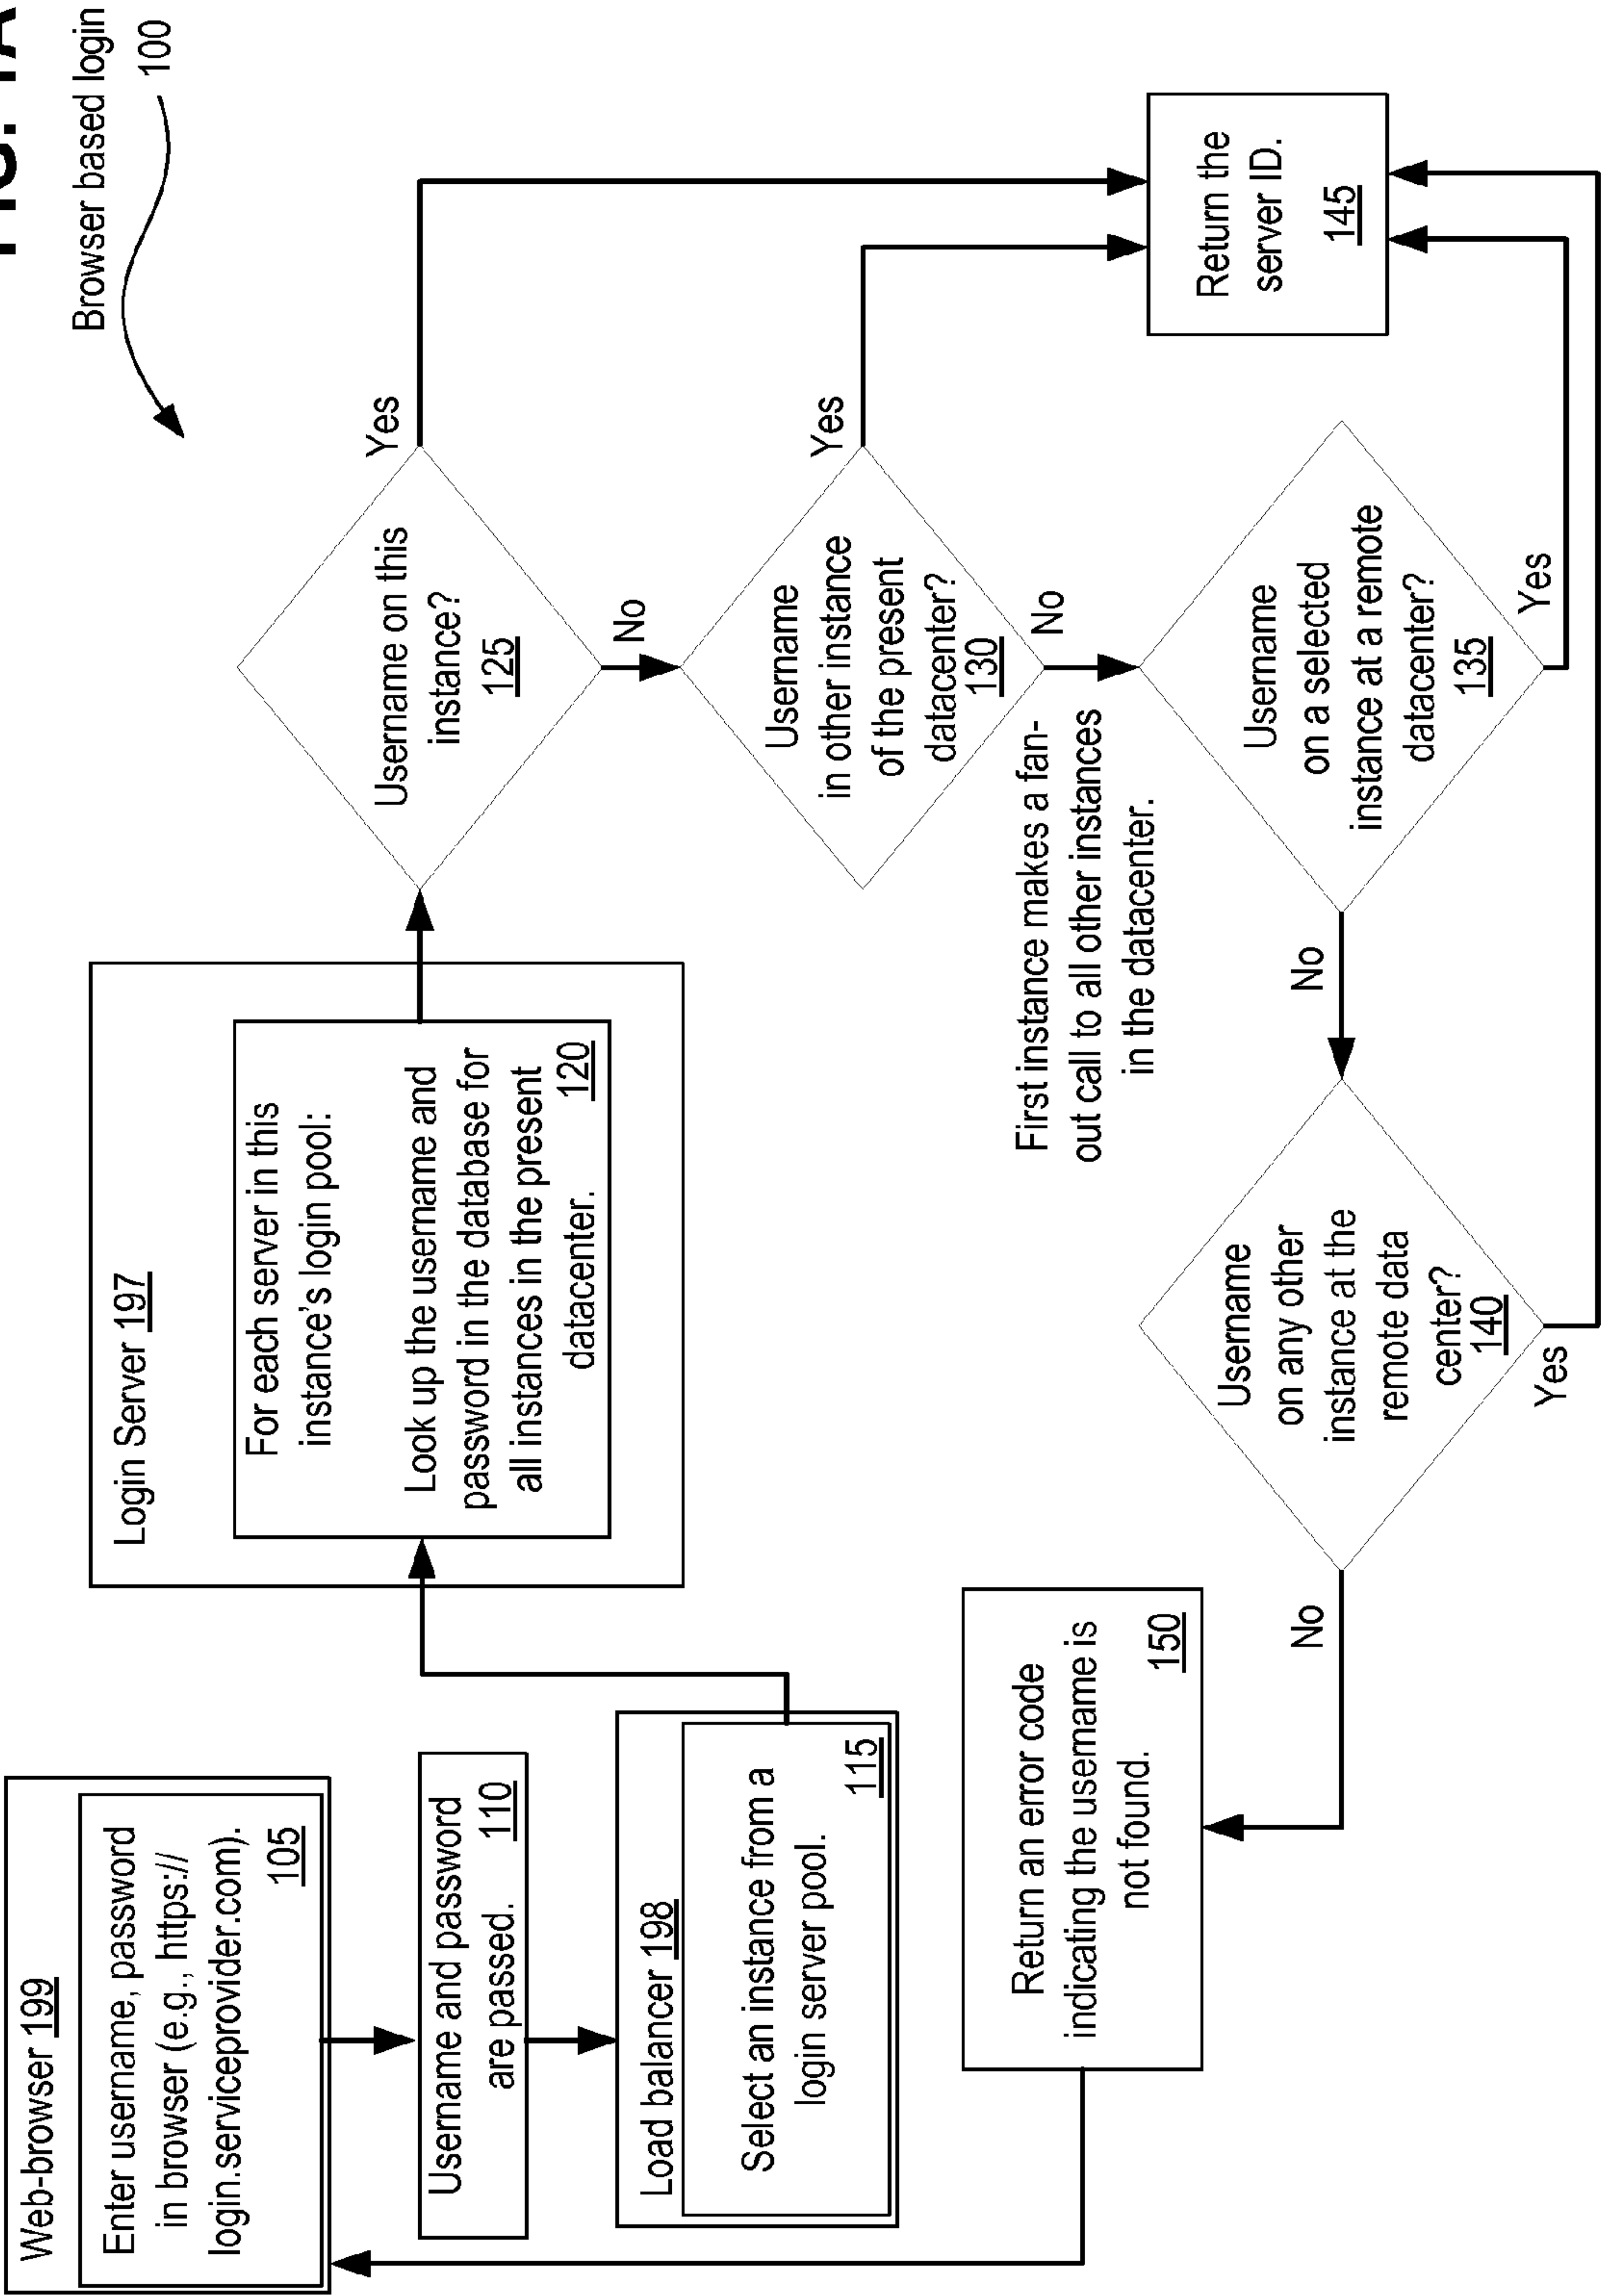 FIG. 1A
Browser based login
100
Web-browser 199
Enter username, password
in browser (e.g., https://
login.serviceprovider.com).
105
Username and password
are passed. 110
Load balancer 198
Select an instance from a
login server pool.
115
Login Server 197
For each server in this
instance's login pool:
Look up the username and
password in the database for
all instances in the present
datacenter. 120
Username on this
instance?
125
Yes
No
Username
in other instance
of the present
datacenter?
130
Yes
No
First instance makes a fan-
out call to all other instances
in the datacenter.
Username
on a selected
instance at a remote
datacenter?
135
Yes
No
Username
on any other
instance at the
remote data
center?
140
Yes
No
Return the
server ID.
145
Return an error code
indicating the username is
not found.
150